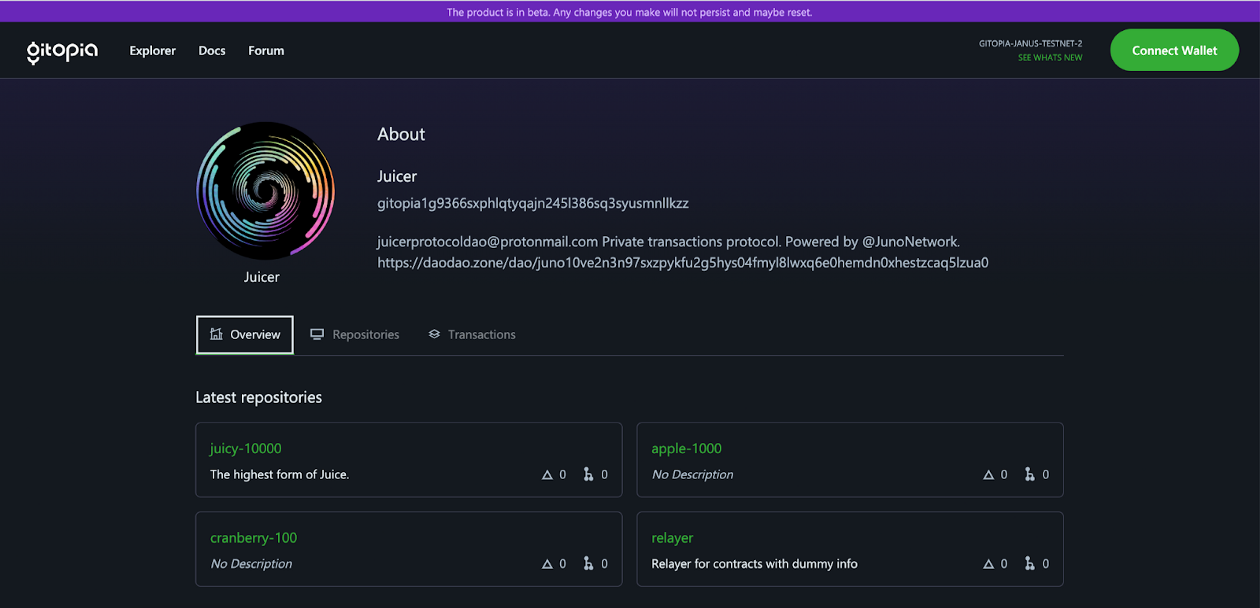 The product is in beta. Any changes you make will not persist and maybe reset.
gitopia Explorer Docs Forum GITOPIA-JANUS-TESTNET-2 Connect Wallet
SEE WHATS NEW
About
Juicer
gitopia1g9366sxphlqtyqajn245l386sq3syusmnllkzz
juicerprotocoldao@protonmail.com Private transactions protocol. Powered by @JunoNetwork.
https://daodao.zone/dao/juno10ve2n3n97sxzpykfu2g5hys04fmyl8lwxq6e0hemdn0xhestzcaq5lzua0
Juicer
Overview Repositories Transactions
Latest repositories
juicy-10000
The highest form of Juice. 0 0
apple-1000
No Description 0 0
cranberry-100
No Description 0 0
relayer
Relayer for contracts with dummy info 0 0